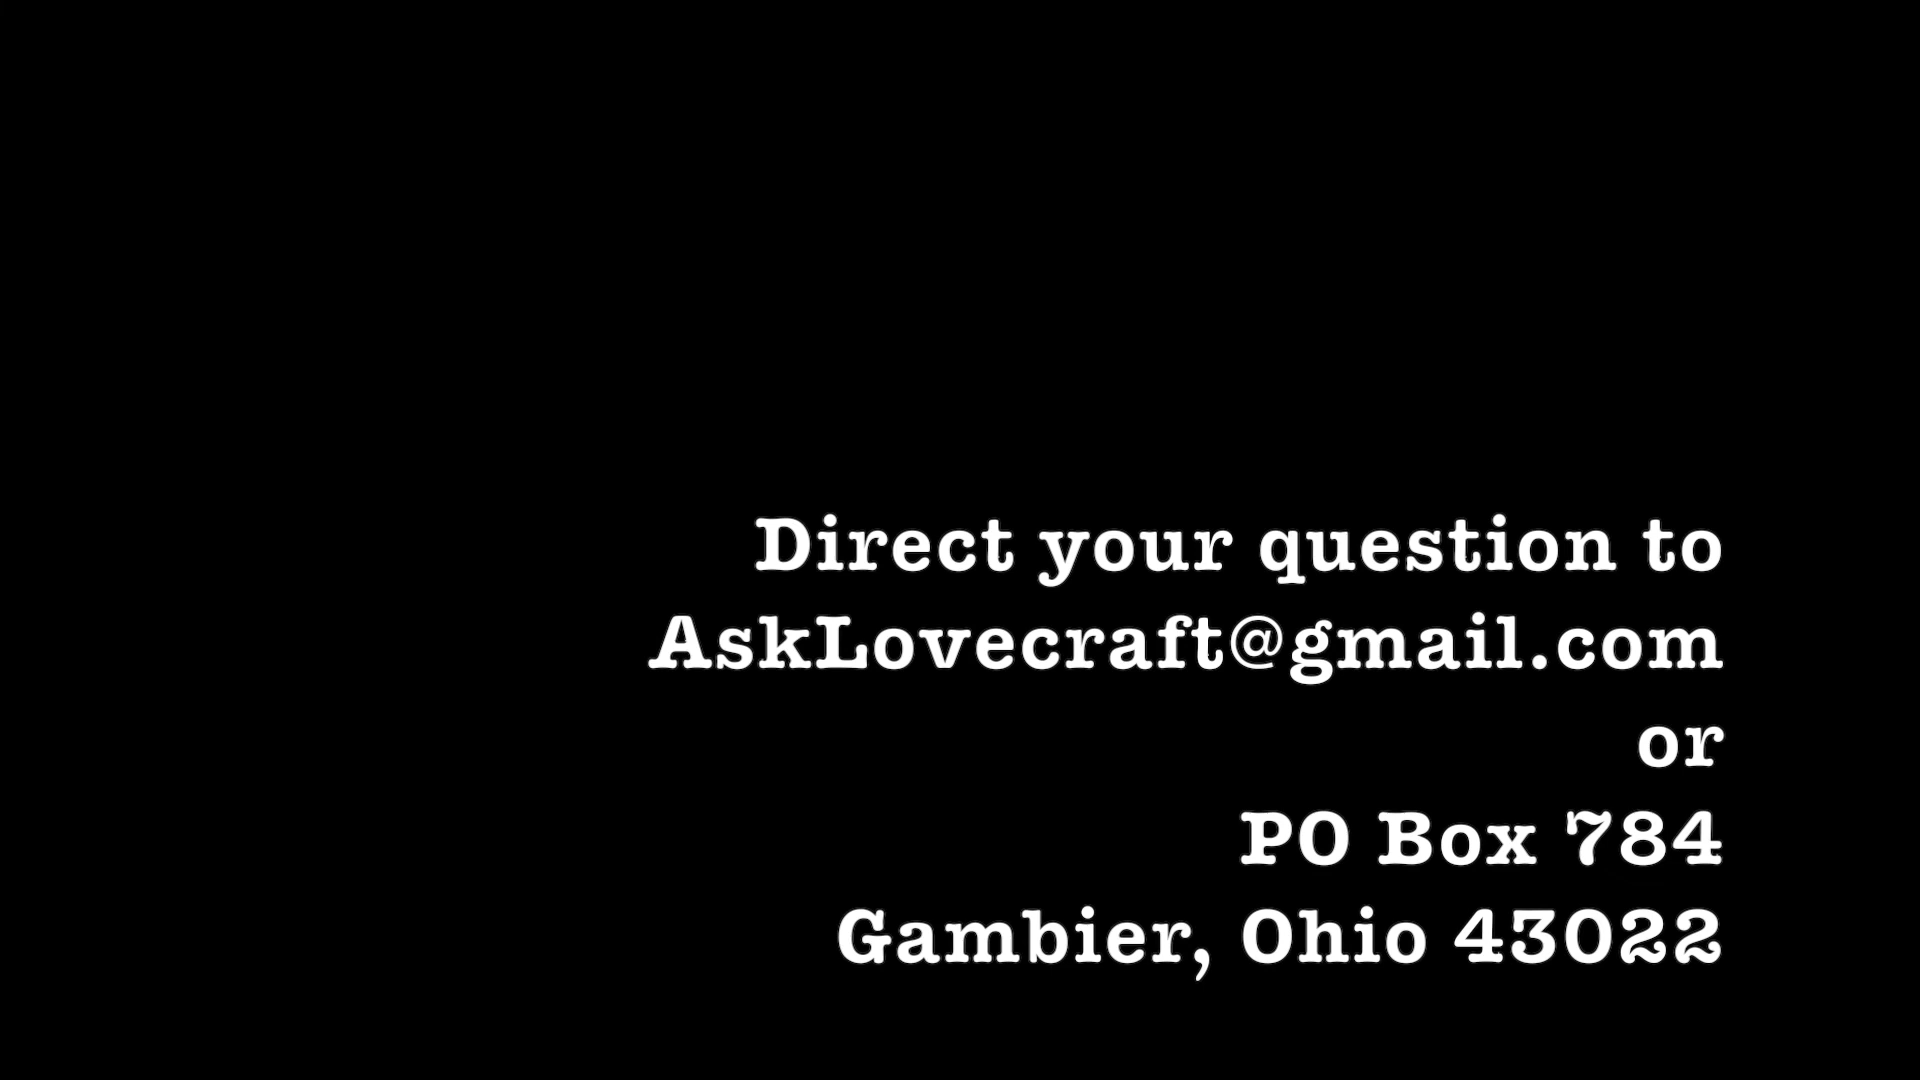 Direct your question to
AskLovecraft@gmail.com
or
PO Box 784
Gambier, Ohio 43022